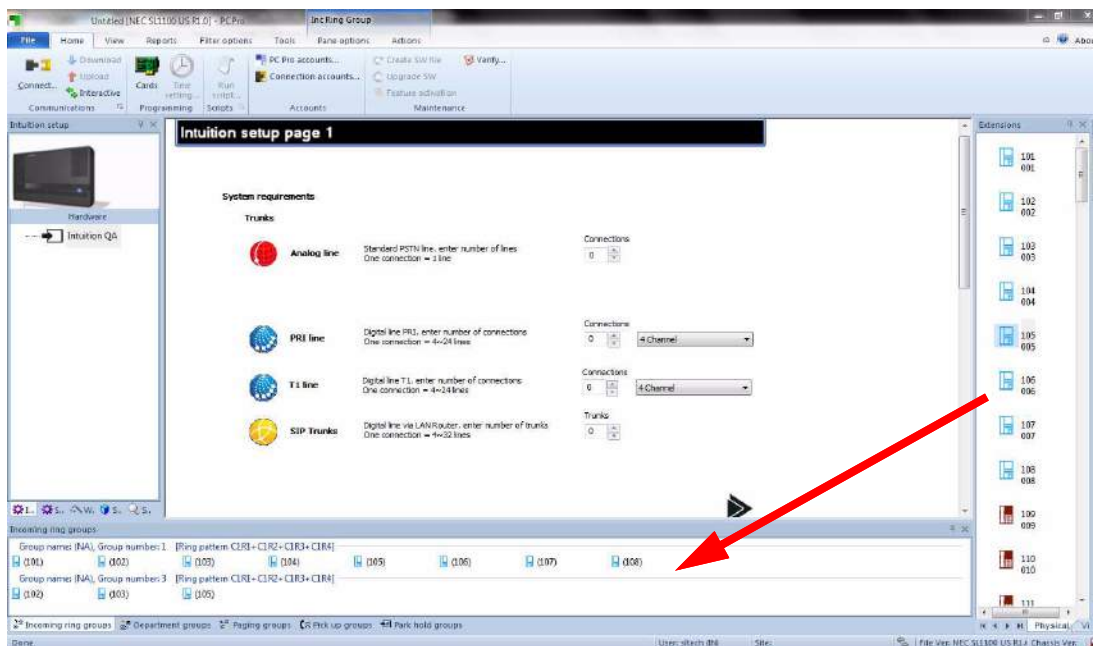 Untitled [NEC SL1100 US R1.0] - PCPro
Inc Ring Group
File Home View Reports Filter options Tools Pane options Actions
Abou
Connect... Download Upload Interactive
Cards Time setting... Run script...
PC Pro accounts...
Connection accounts...
Create SW file Verify...
Upgrade SW
Feature activation
Communications Programming Scripts Accounts Maintenance
Intuition setup
Hardware
Intuition QA
I.. S.. W. S.. S..
Intuition setup page 1
System requirements
Trunks
Analog line
Standard PSTN line, enter number of lines
One connection = 1 line
Connections
0
PRI line
Digital line PRI, enter number of connections
One connection = 4~24 lines
Connections
0 4 Channel
T1 line
Digital line T1, enter number of connections
One connection = 4~24 lines
Connections
0 4 Channel
SIP Trunks
Digital line via LAN Router, enter number of trunks
One connection = 4~32 lines
Trunks
0
Extensions
101
001
102
002
103
003
104
004
105
005
106
006
107
007
108
008
109
009
110
010
111
Physical Vi
Incoming ring groups
Group name: (NA), Group number: 1 [Ring pattern C1R1+C1R2+C1R3+C1R4]
(101) (102) (103) (104) (105) (106) (107) (108)
Group name: (NA), Group number: 3 [Ring pattern C1R1+C1R2+C1R3+C1R4]
(102) (103) (105)
Incoming ring groups Department groups Paging groups Pick up groups Park hold groups
Done
Site:
File Ver: NEC SL1100 US R1.0 Chassis Ver: